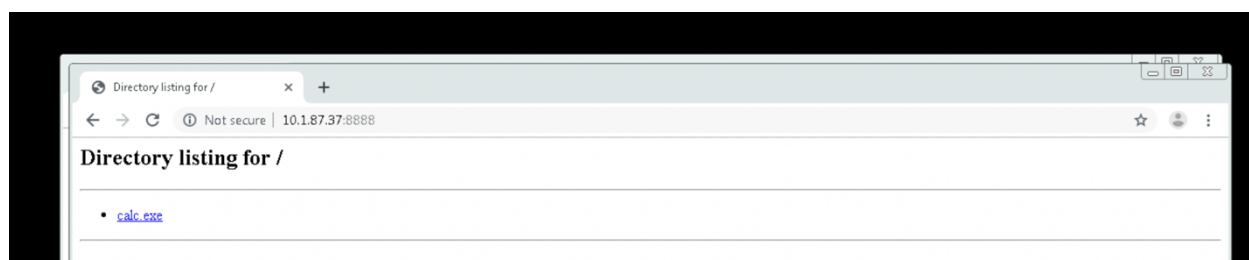 Directory listing for /
Not secure | 10.1.87.37:8888
Directory listing for /
calc.exe